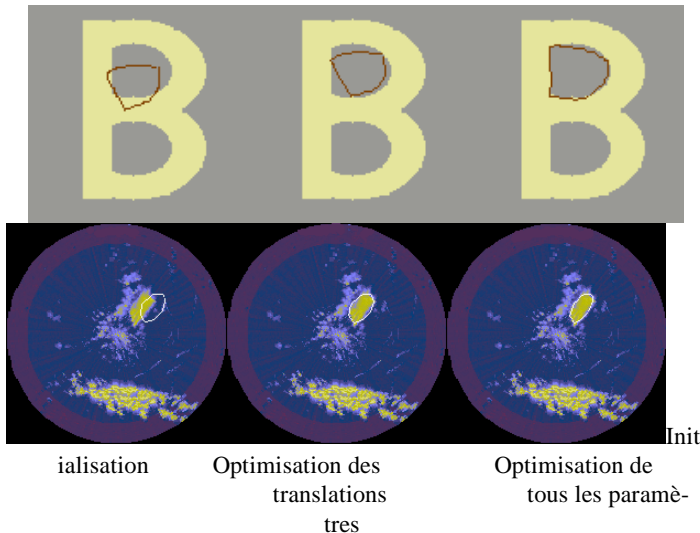 B B B
Init
ialisation Optimisation des Optimisation de
translations tous les paramè-
tres